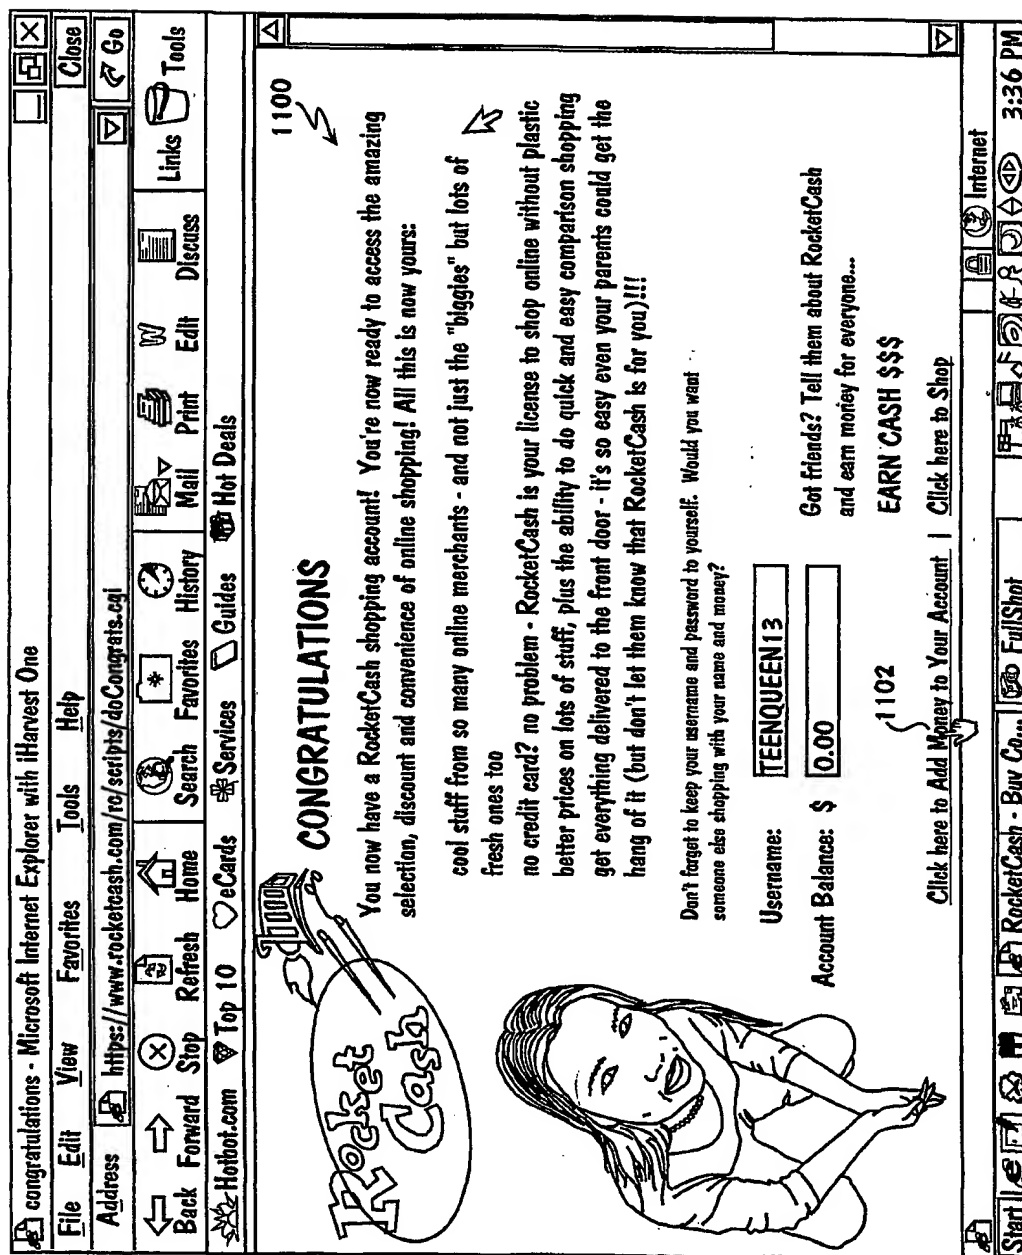 congratulations - Microsoft Internet Explorer with iHarvest One
File Edit View Favorites Tools Help Close
Address https://www.rocketcash.com/rc/scripts/doCongrats.cgi Go
Back Forward Stop Refresh Home Search Favorites History Mail Print Edit Discuss Links Tools
Hotbot.com Top 10 eCards Services Guides Hot Deals
1100
Rocket
Cash
CONGRATULATIONS
You now have a RocketCash shopping account! You're now ready to access the amazing
selection, discount and convenience of online shopping! All this is now yours:
cool stuff from so many online merchants - and not just the "biggies" but lots of
fresh ones too
no credit card? no problem - RocketCash is your license to shop online without plastic
better prices on lots of stuff, plus the ability to do quick and easy comparison shopping
get everything delivered to the front door - it's so easy even your parents could get the
hang of it (but don't let them know that RocketCash is for you)!!!
Don't forget to keep your username and password to yourself. Would you want
someone else shopping with your name and money?
Username: TEENQUEEN13
Account Balance: $ 0.00
Got friends? Tell them about RocketCash
and earn money for everyone...
EARN CASH $$$
1102
Click here to Add Money to Your Account | Click here to Shop
Internet
Start RocketCash - Buy Co... FullShot 3:36 PM